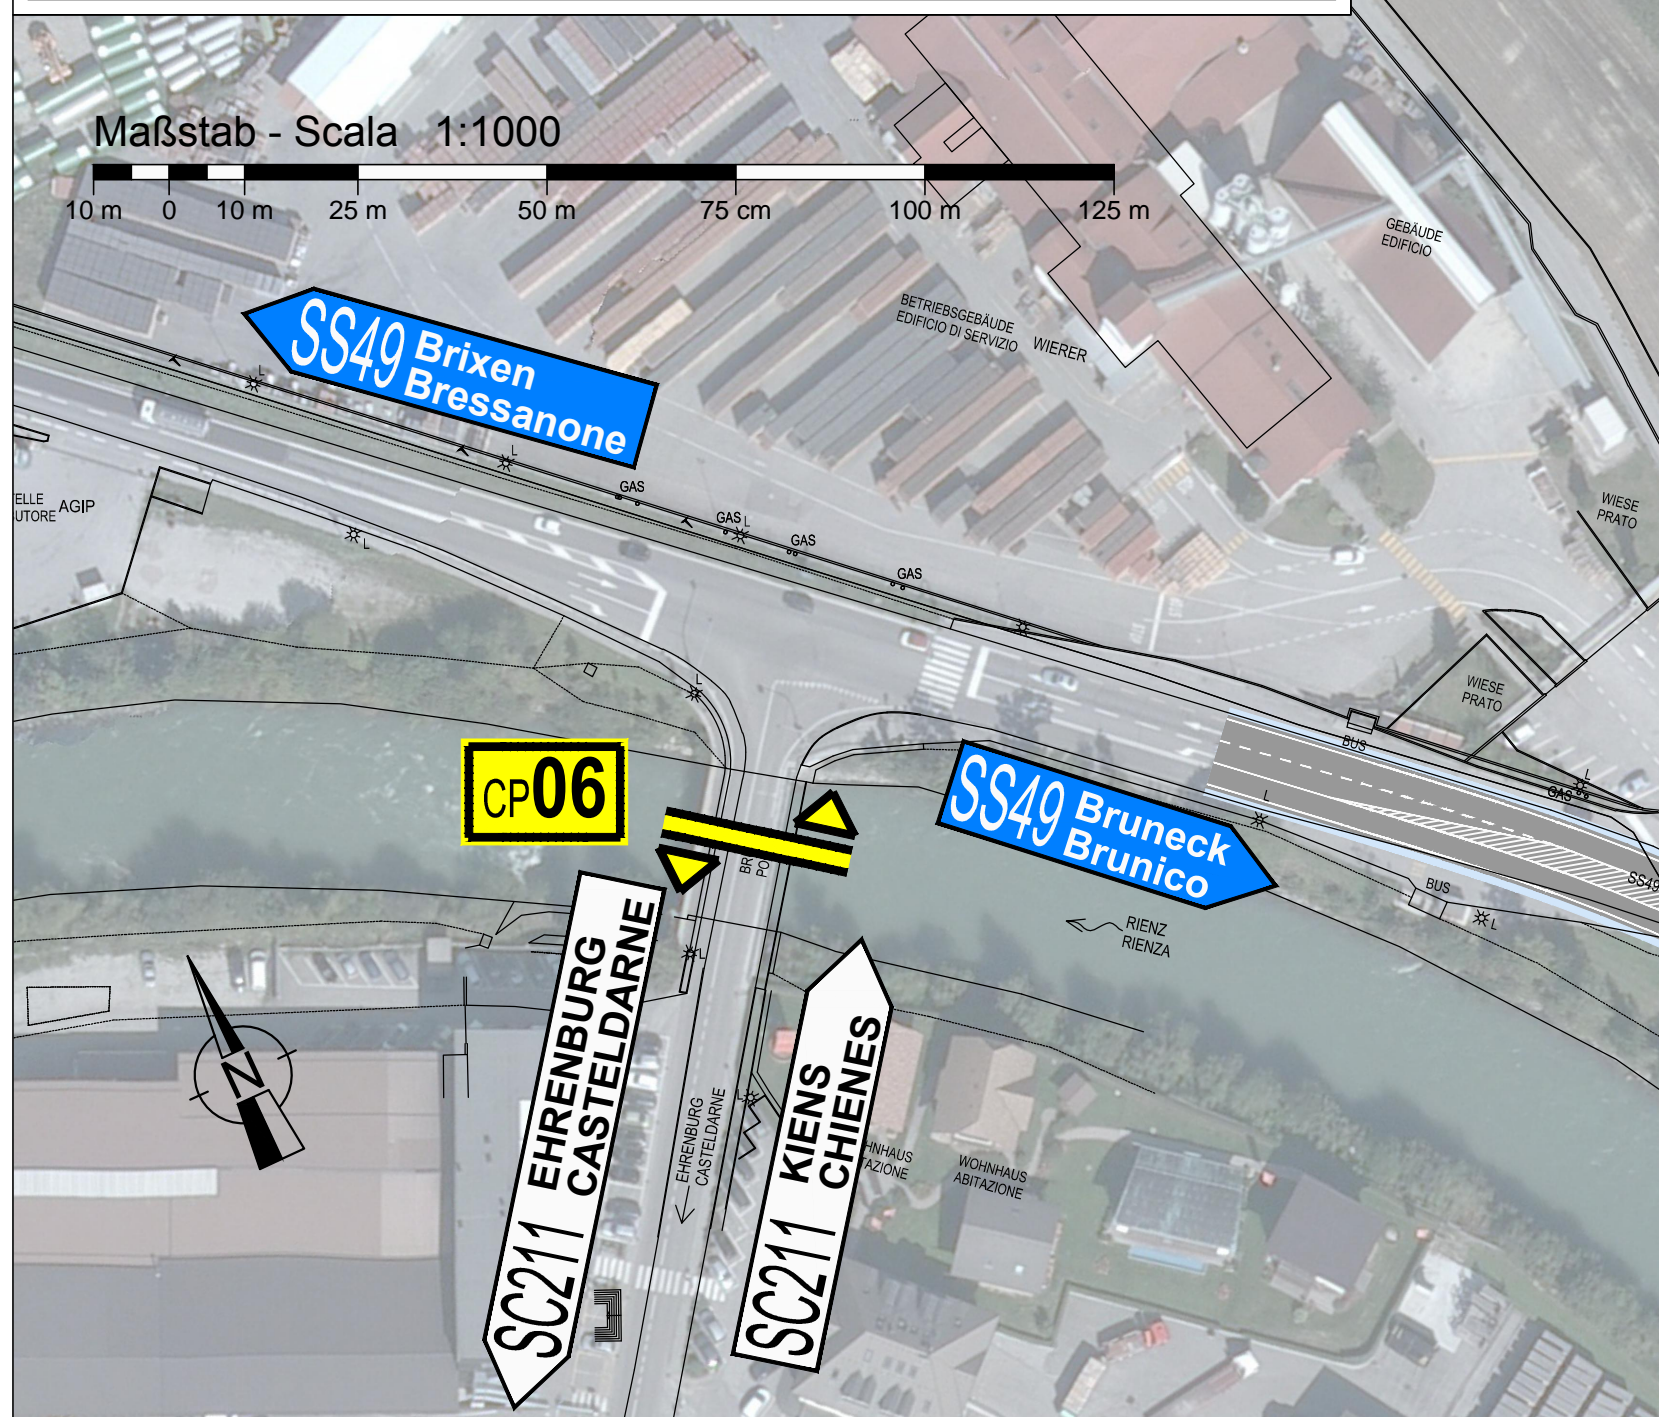 Maßstab - Scala 1:1000
10 m 0 10 m 25 m 50 m 75 cm 100 m 125 m
GEBÄUDE
EDIFICIO
BETRIEBSGEBÄUDE
EDIFICIO DI SERVIZIO
WIERER
SS49 Brixen
Bressanone
L
L
GAS
GAS
L
GAS
GAS
AGIP
L
WIESE
PRATO
WIESE
PRATO
L
BUS
L
GAS
L
CP06
SS49 Bruneck
Brunico
SS49
BUS
L
RIENZ
RIENZA
L
SC211 EHRENBURG
CASTELDARNE
SC211 KIENS
CHIENES
N
L
EHRENBURG
CASTELDARNE
WOHNHAUS
ABITAZIONE